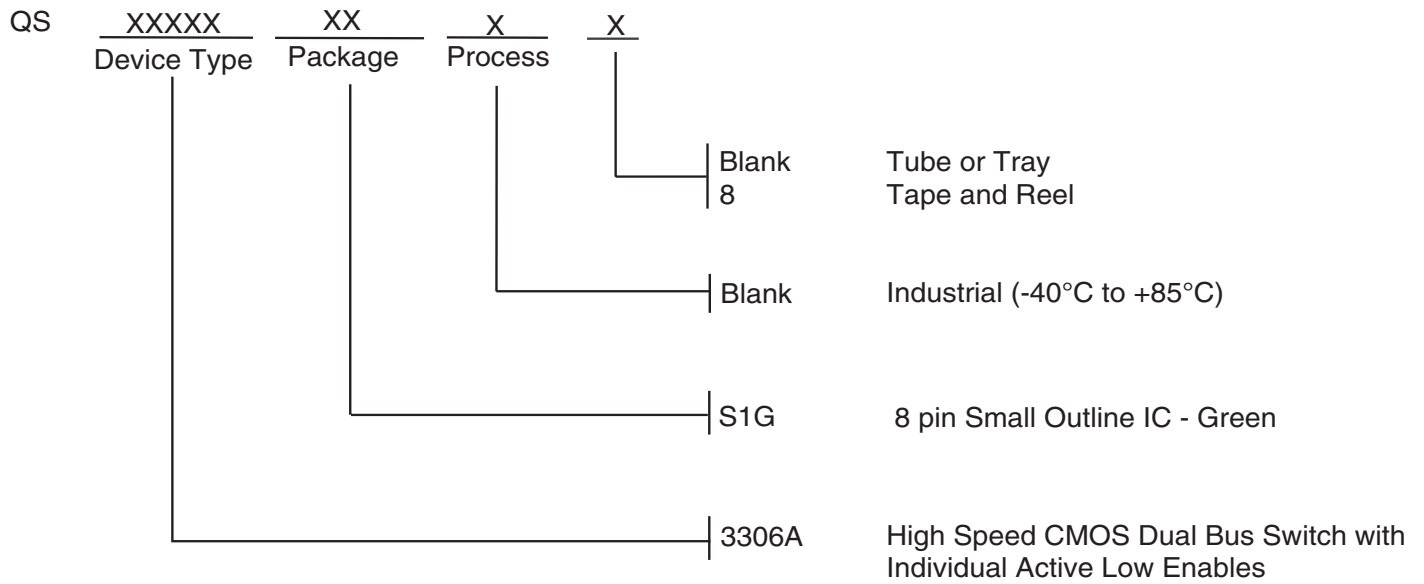 QS XXXXX XX X X
Device Type Package Process
Blank Tube or Tray
8 Tape and Reel
Blank Industrial (-40°C to +85°C)
S1G 8 pin Small Outline IC - Green
3306A High Speed CMOS Dual Bus Switch with
Individual Active Low Enables